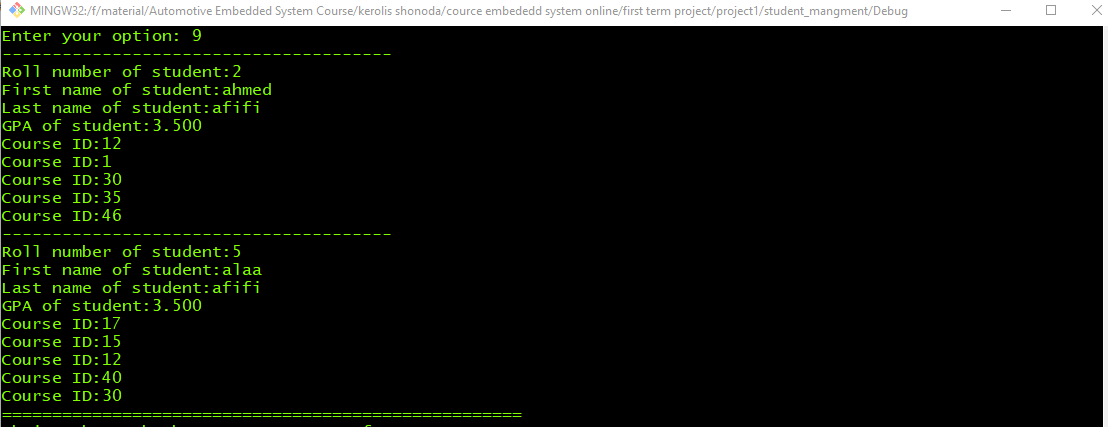 MINGW32:/f/material/Automotive Embedded System Course/kerolis shonoda/cource embededd system online/first term project/project1/student_mangment/Debug
Enter your option: 9
---------------------------------------
Roll number of student:2
First name of student:ahmed
Last name of student:afifi
GPA of student:3.500
Course ID:12
Course ID:1
Course ID:30
Course ID:35
Course ID:46
---------------------------------------
Roll number of student:5
First name of student:alaa
Last name of student:afifi
GPA of student:3.500
Course ID:17
Course ID:15
Course ID:12
Course ID:40
Course ID:30
====================================================